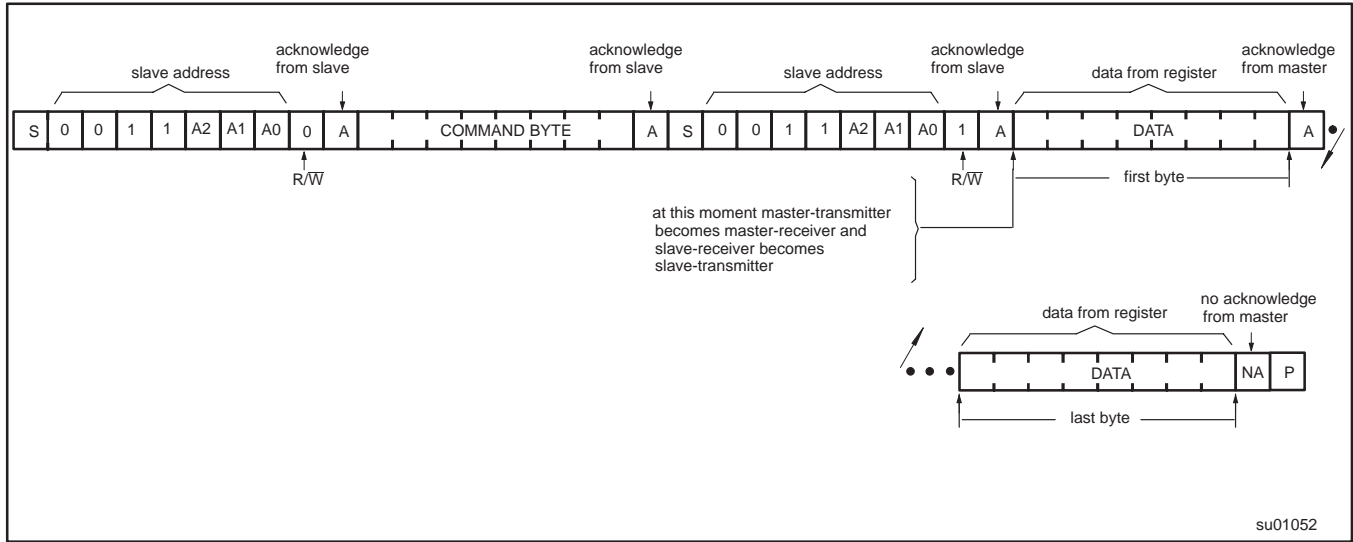 acknowledge
from slave
acknowledge
from slave
acknowledge
from slave
acknowledge
from master
slave address
slave address
data from register
S 0 0 1 1 A2 A1 A0 0 A COMMAND BYTE A S 0 0 1 1 A2 A1 A0 1 A DATA A
R/W̅
R/W̅
first byte
at this moment master-transmitter
becomes master-receiver and
slave-receiver becomes
slave-transmitter
data from register
no acknowledge
from master
DATA NA P
last byte
su01052